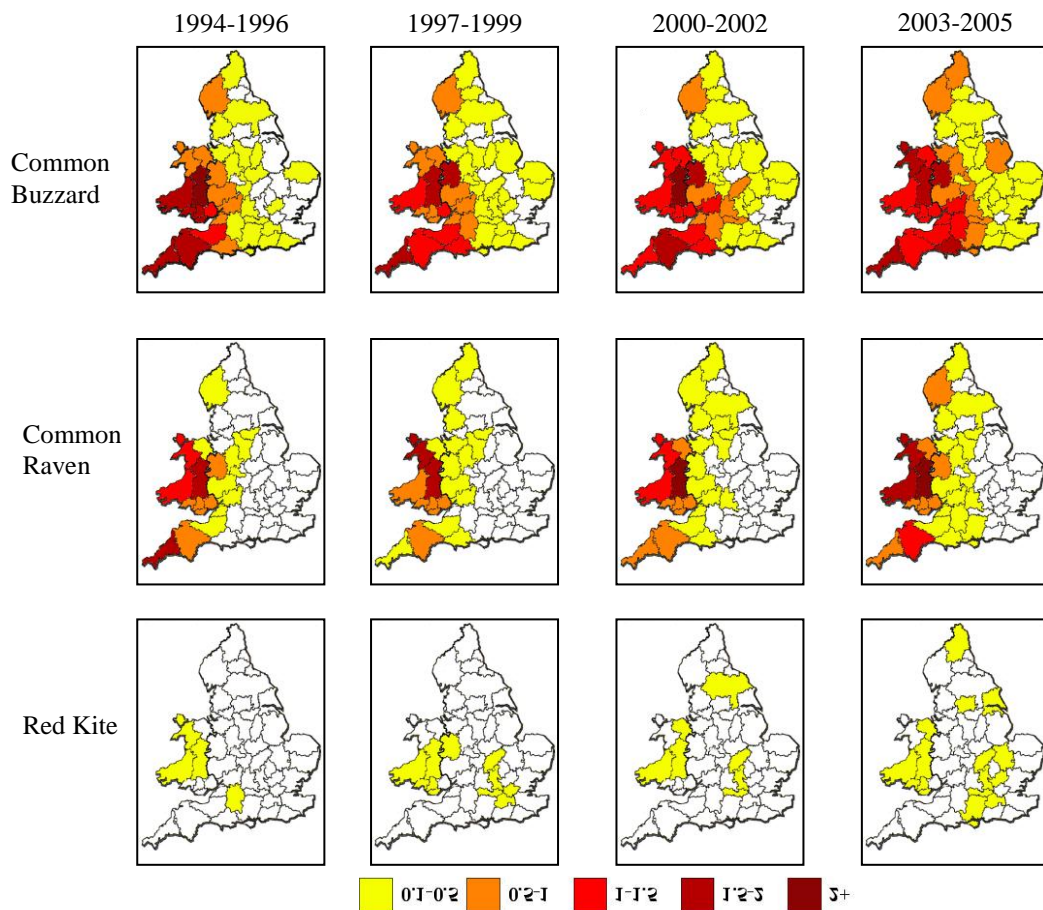 1994-1996 1997-1999 2000-2002 2003-2005
Common
Buzzard
Common
Raven
Red Kite
0.1-0.5 0.5-1 1-1.5 1.5-2 2+